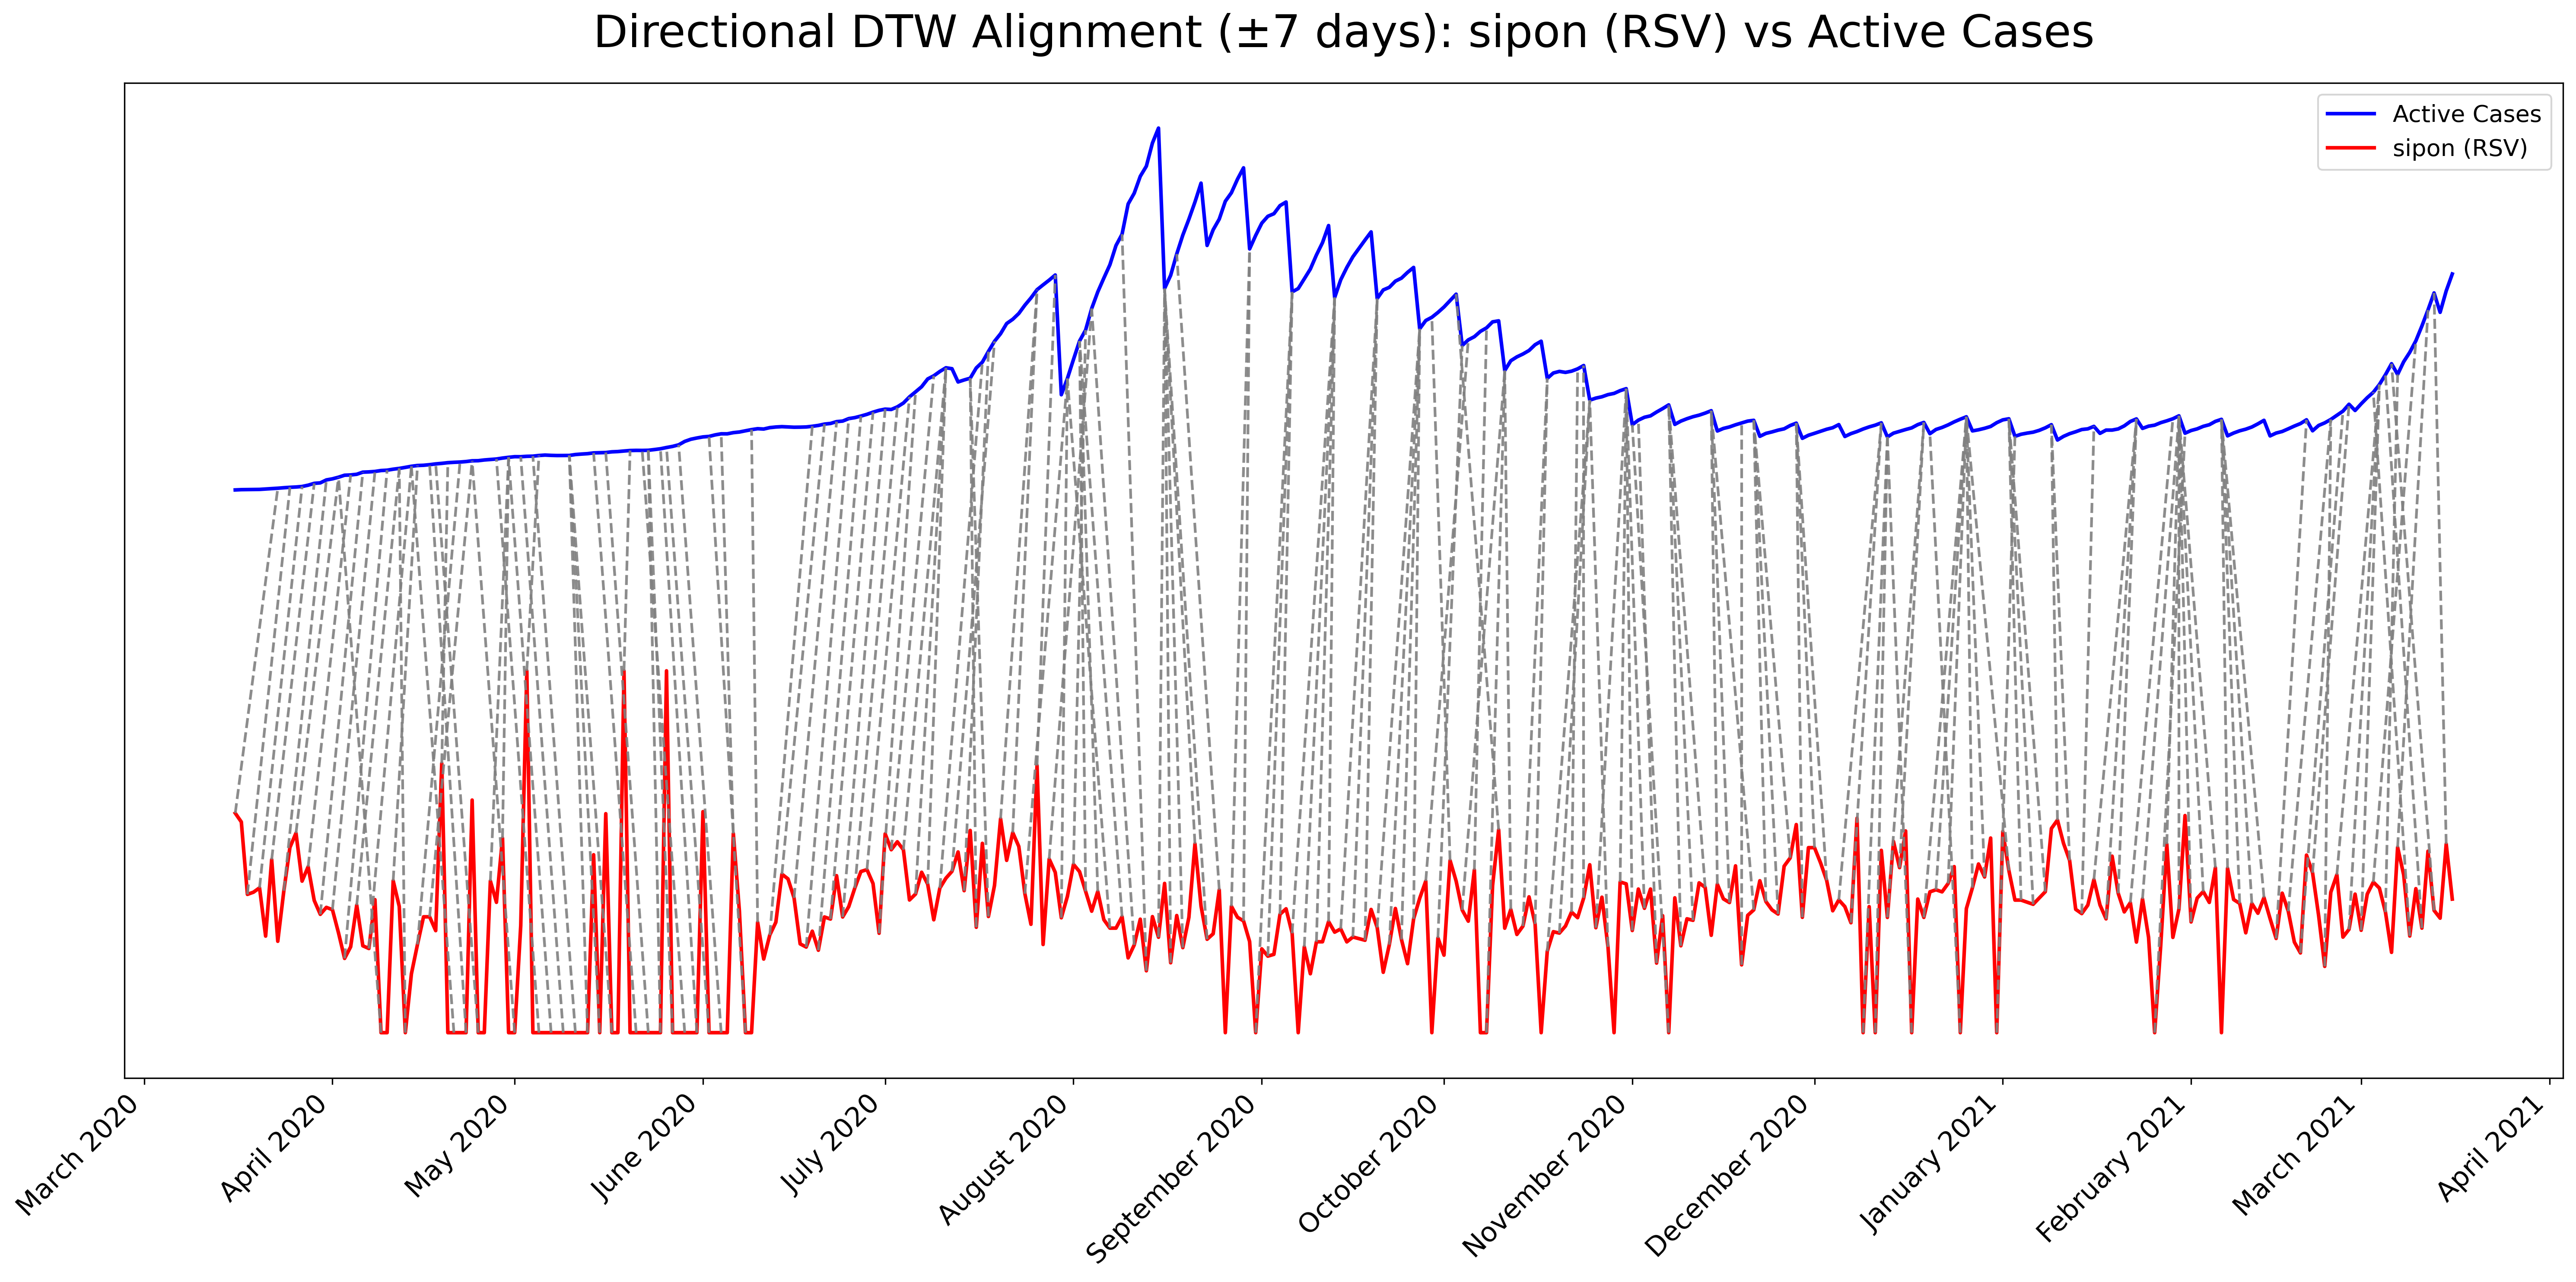 Directional DTW Alignment (±7 days): sipon (RSV) vs Active Cases
Active Cases
sipon (RSV)
March 2020
April 2020
May 2020
June 2020
July 2020
August 2020
September 2020
October 2020
November 2020
December 2020
January 2021
February 2021
March 2021
April 2021